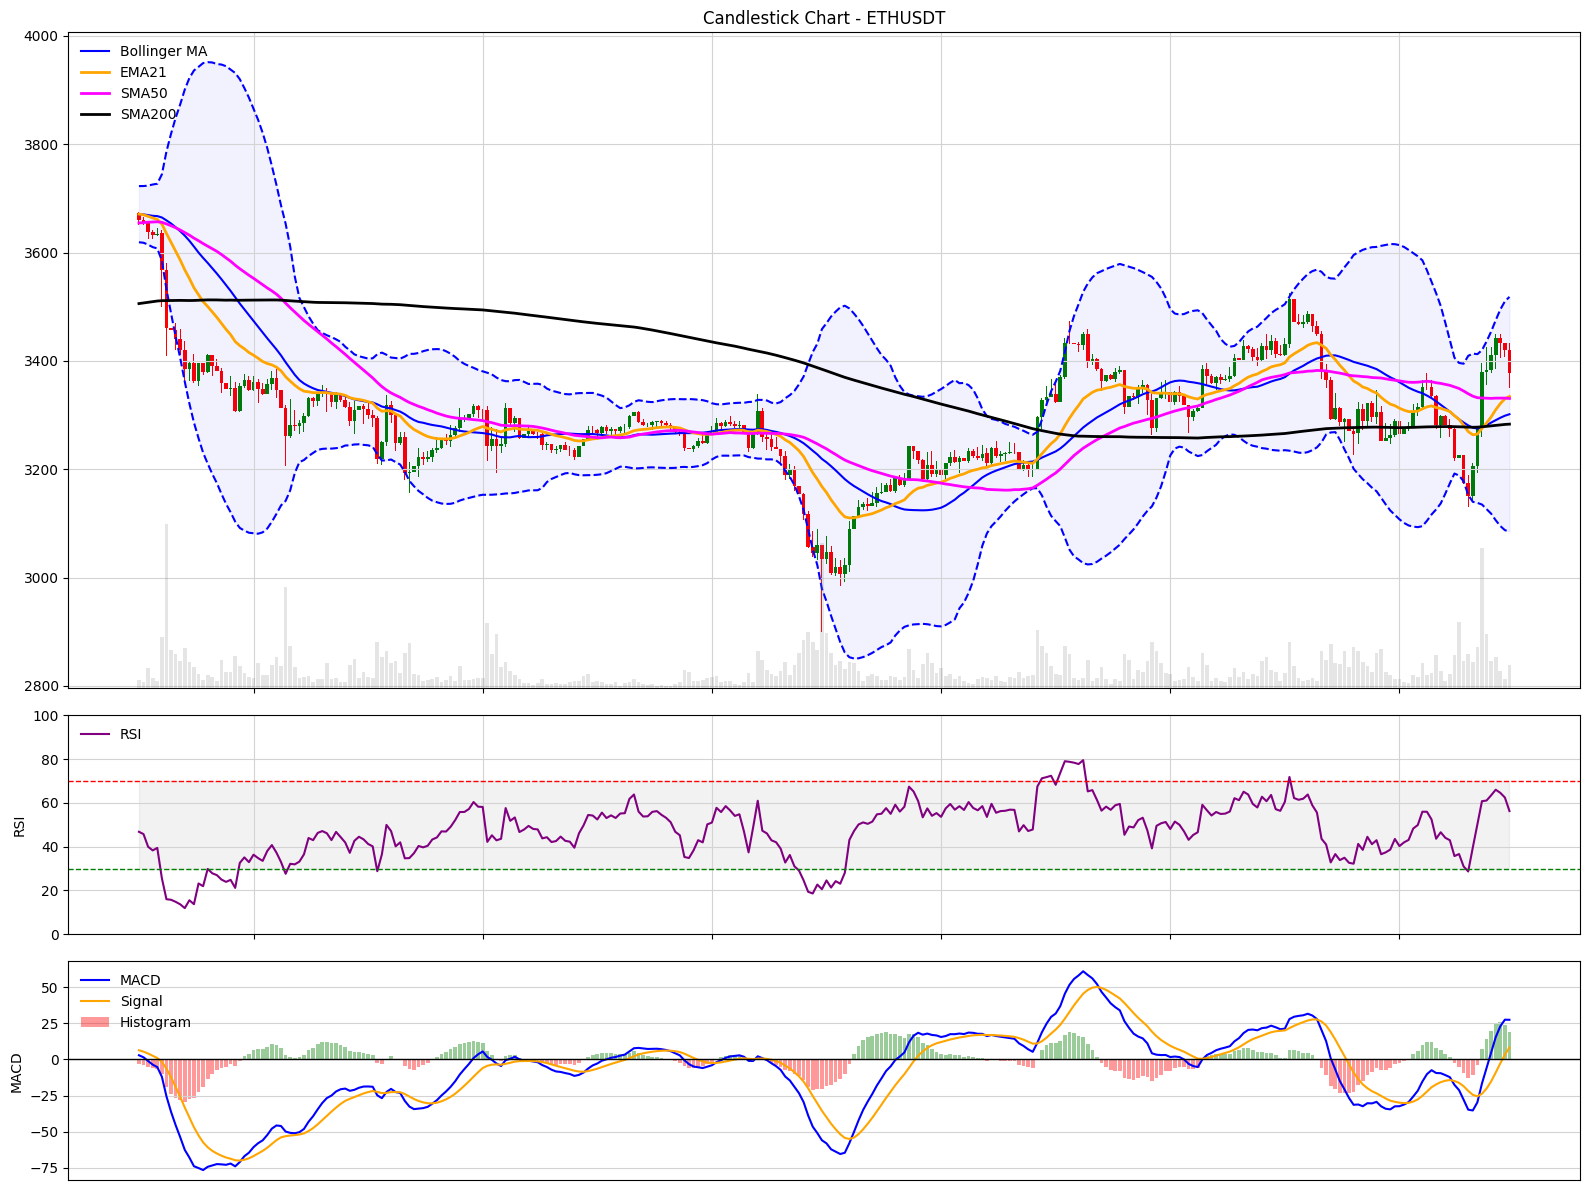 Candlestick Chart - ETHUSDT
Bollinger MA
EMA21
SMA50
SMA200
4000
3800
3600
3400
3200
3000
2800
RSI
RSI
100
80
60
40
20
0
MACD
Signal
Histogram
MACD
50
25
0
−25
−50
−75